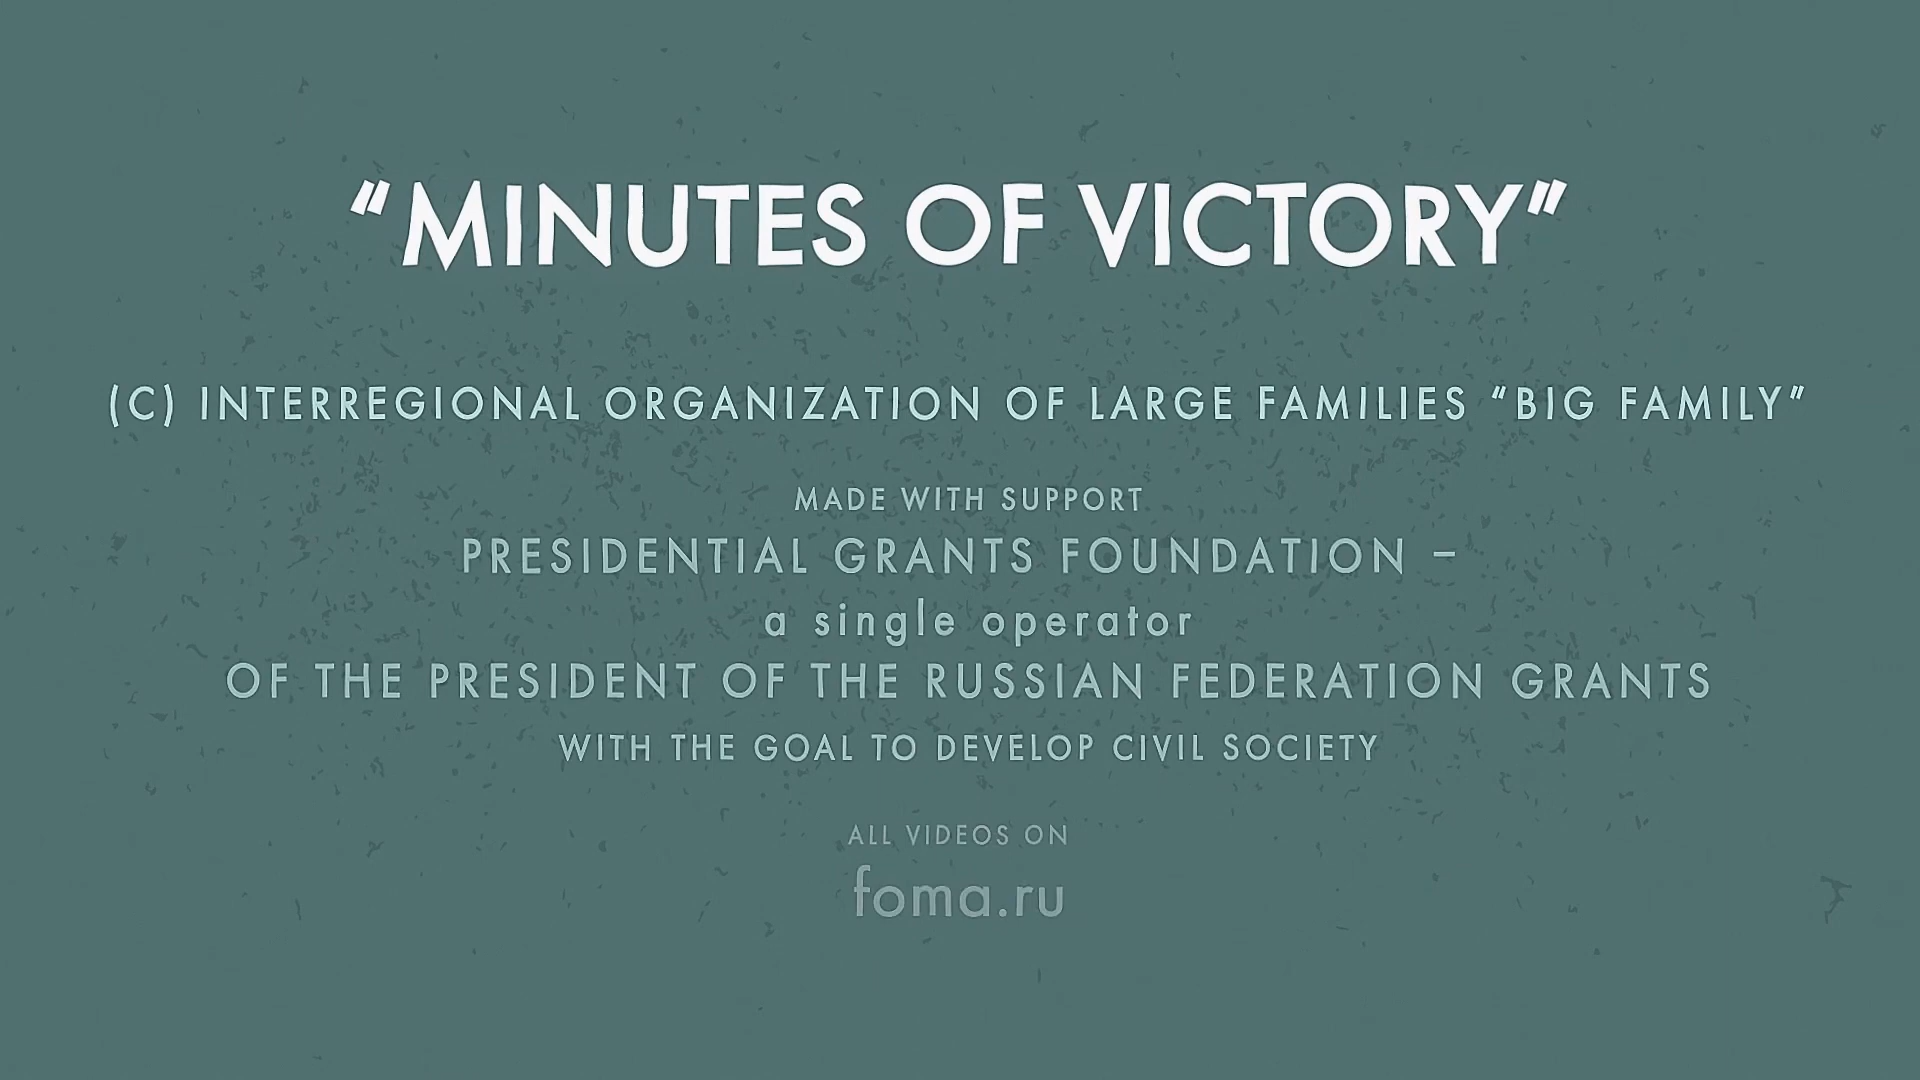 “MINUTES OF VICTORY”
(C) INTERREGIONAL ORGANIZATION OF LARGE FAMILIES “BIG FAMILY”
MADE WITH SUPPORT
PRESIDENTIAL GRANTS FOUNDATION –
a single operator
OF THE PRESIDENT OF THE RUSSIAN FEDERATION GRANTS
WITH THE GOAL TO DEVELOP CIVIL SOCIETY
ALL VIDEOS ON
foma.ru